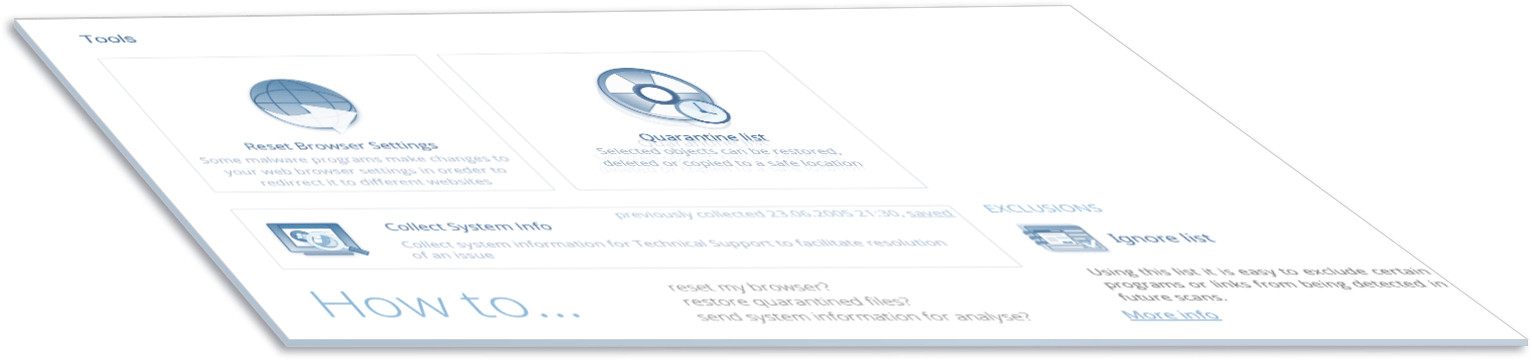 Tools
Reset Browser Settings
Some malware programs make changes to
your web browser settings in oreder to
redirrect it to different websites
Quarantine list
Selected objects can be restored,
deleted or copied to a safe location
Collect System Info
previously collected 23.06.2005 21:30, saved
Collect system information for Technical Support to facilitate resolution
of an issue
EXCLUSIONS
Ignore list
Using this list it is easy to exclude certain
programs or links from being detected in
future scans.
More info
How to...
reset my browser?
restore quarantined files?
send system information for analyse?